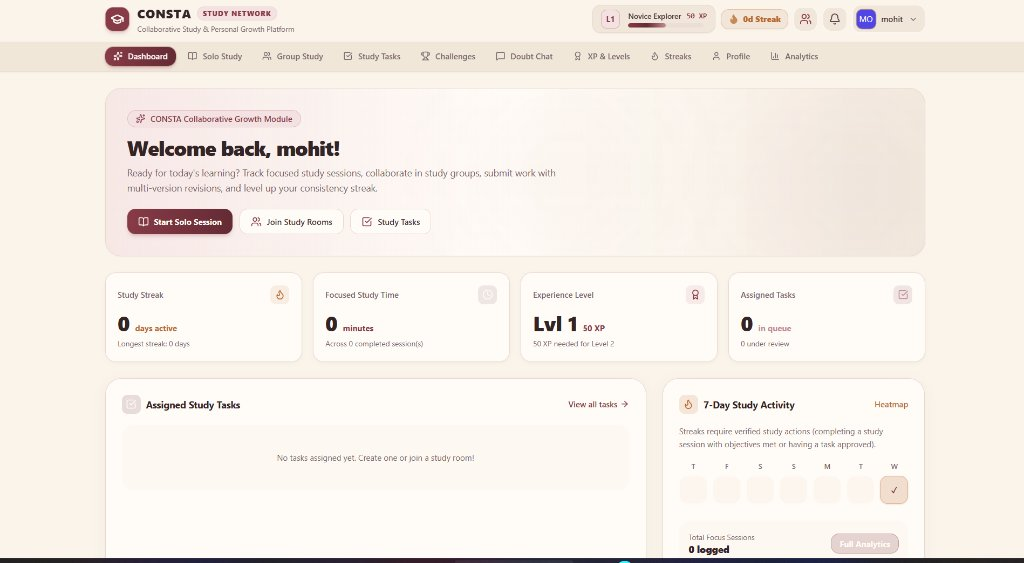 CONSTA STUDY NETWORK
Collaborative Study & Personal Growth Platform
L1 Novice Explorer 50 XP
0d Streak
MO mohit
Dashboard Solo Study Group Study Study Tasks Challenges Doubt Chat XP & Levels Streaks Profile Analytics
CONSTA Collaborative Growth Module
Welcome back, mohit!
Ready for today's learning? Track focused study sessions, collaborate in study groups, submit work with
multi-version revisions, and level up your consistency streak.
Start Solo Session Join Study Rooms Study Tasks
Study Streak
0 days active
Longest streak: 0 days
Focused Study Time
0 minutes
Across 0 completed session(s)
Experience Level
Lvl 1 50 XP
50 XP needed for Level 2
Assigned Tasks
0 in queue
0 under review
Assigned Study Tasks
View all tasks →
No tasks assigned yet. Create one or join a study room!
7-Day Study Activity
Heatmap
Streaks require verified study actions (completing a study
session with objectives met or having a task approved).
T F S S M T W
✓
Total Focus Sessions
0 logged
Full Analytics